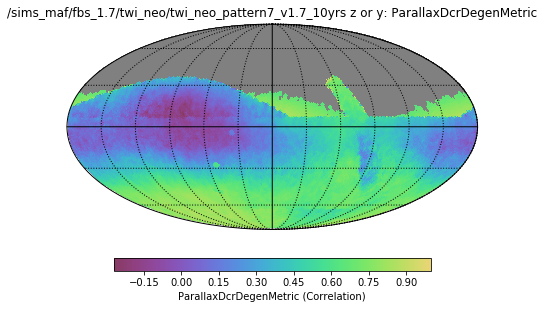 /sims_maf/fbs_1.7/twi_neo/twi_neo_pattern7_v1.7_10yrs z or y: ParallaxDcrDegenMetric
−0.15 0.00 0.15 0.30 0.45 0.60 0.75 0.90
ParallaxDcrDegenMetric (Correlation)